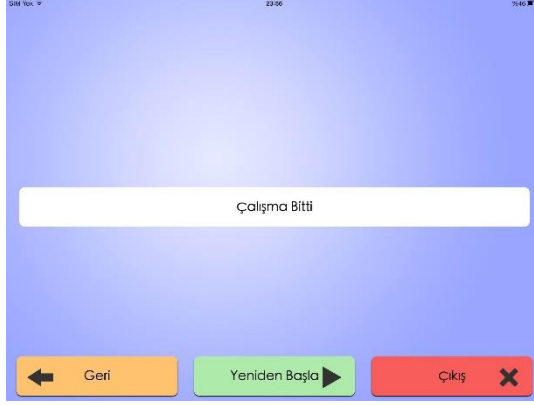 SIM Yok 23:56 %46
Çalışma Bitti
Geri Yeniden Başla Çıkış